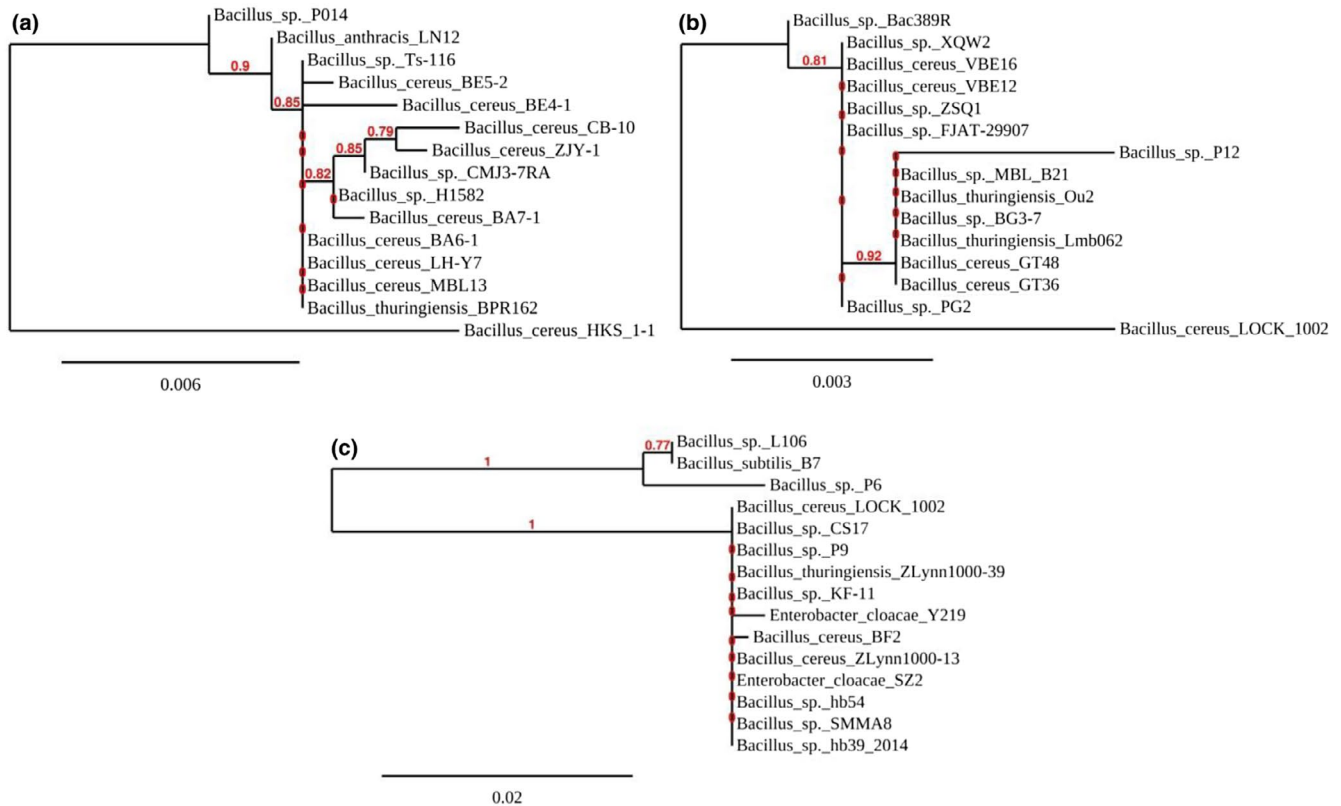 (a)
Bacillus_sp._P014
Bacillus_anthracis_LN12
0.9
Bacillus_sp._Ts-116
Bacillus_cereus_BE5-2
0.85
Bacillus_cereus_BE4-1
Bacillus_cereus_CB-10
0.79
Bacillus_cereus_ZJY-1
0.85
Bacillus_sp._CMJ3-7RA
0.82
Bacillus_sp._H1582
Bacillus_cereus_BA7-1
Bacillus_cereus_BA6-1
Bacillus_cereus_LH-Y7
Bacillus_cereus_MBL13
Bacillus_thuringiensis_BPR162
Bacillus_cereus_HKS_1-1
0.006
(b)
Bacillus_sp._Bac389R
Bacillus_sp._XQW2
0.81
Bacillus_cereus_VBE16
Bacillus_cereus_VBE12
Bacillus_sp._ZSQ1
Bacillus_sp._FJAT-29907
Bacillus_sp._P12
Bacillus_sp._MBL_B21
Bacillus_thuringiensis_Ou2
Bacillus_sp._BG3-7
Bacillus_thuringiensis_Lmb062
0.92
Bacillus_cereus_GT48
Bacillus_cereus_GT36
Bacillus_sp._PG2
Bacillus_cereus_LOCK_1002
0.003
(c)
Bacillus_sp._L106
0.77
Bacillus_subtilis_B7
1
Bacillus_sp._P6
Bacillus_cereus_LOCK_1002
1
Bacillus_sp._CS17
Bacillus_sp._P9
Bacillus_thuringiensis_ZLynn1000-39
Bacillus_sp._KF-11
Enterobacter_cloacae_Y219
Bacillus_cereus_BF2
Bacillus_cereus_ZLynn1000-13
Enterobacter_cloacae_SZ2
Bacillus_sp._hb54
Bacillus_sp._SMMA8
Bacillus_sp._hb39_2014
0.02